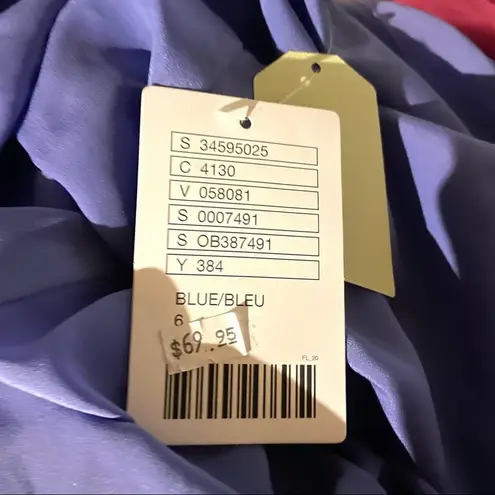 S 34595025
C 4130
V 058081
S 0007491
S OB387491
Y 384
BLUE/BLEU
6
$69.95
FL_20